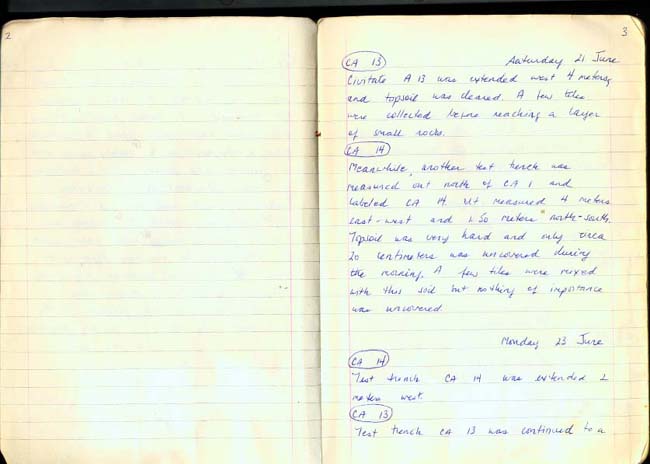 2
3
CA 13 Saturday 21 June
Civitate A 13 was extended west 4 meters,
and topsoil was cleared. A few tiles
were collected before reaching a layer
of small rocks.
CA 14
Meanwhile, another test trench was
measured out north of CA 1 and
labeled CA 14. It measured 4 meters
east-west and 1.50 meters north-south.
Topsoil was very hard and only circa
20 centimeters was uncovered during
the morning. A few tiles were mixed
with this soil but nothing of importance
was uncovered.
Monday 23 June
CA 14
Test trench CA 14 was extended 2
meters west.
CA 13
Test trench CA 13 was continued to a